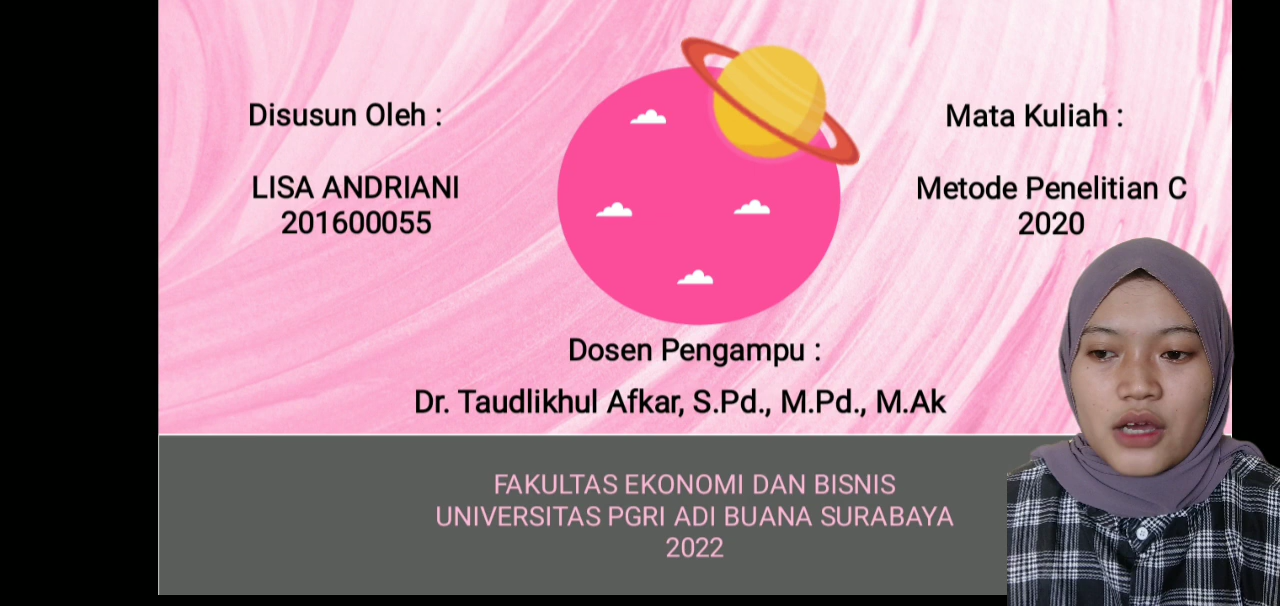 Disusun Oleh :
LISA ANDRIANI
201600055
Mata Kuliah :
Metode Penelitian C
2020
Dosen Pengampu :
Dr. Taudlikhul Afkar, S.Pd., M.Pd., M.Ak
FAKULTAS EKONOMI DAN BISNIS
UNIVERSITAS PGRI ADI BUANA SURABAYA
2022